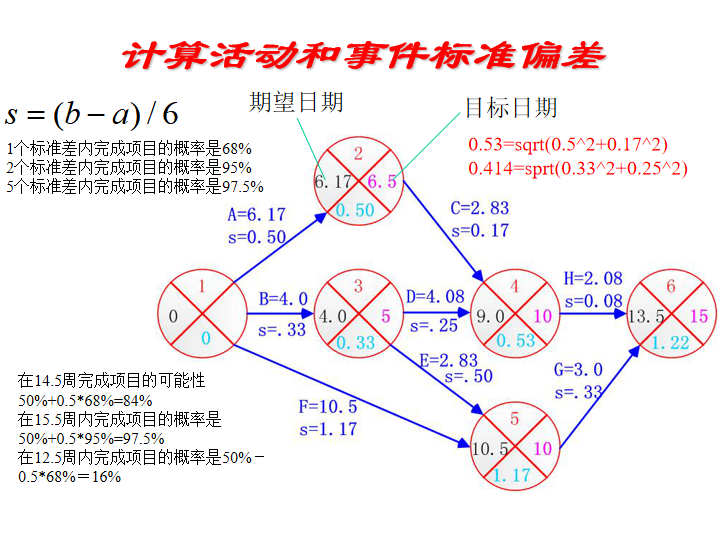 计算活动和事件标准偏差
s = (b − a) / 6
1个标准差内完成项目的概率是68%
2个标准差内完成项目的概率是95%
5个标准差内完成项目的概率是97.5%
期望日期
目标日期
0.53=sqrt(0.5^2+0.17^2)
0.414=sprt(0.33^2+0.25^2)
2
6.17
6.5
0.50
A=6.17
s=0.50
C=2.83
s=0.17
1
0
0
B=4.0
s=.33
3
4.0
5
0.33
D=4.08
s=.25
4
9.0
10
0.53
H=2.08
s=0.08
6
13.5
15
1.22
E=2.83
s=.50
G=3.0
s=.33
F=10.5
s=1.17
5
10.5
10
1.17
在14.5周完成项目的可能性
50%+0.5*68%=84%
在15.5周内完成项目的概率是
50%+0.5*95%=97.5%
在12.5周内完成项目的概率是50%－
0.5*68%＝16%